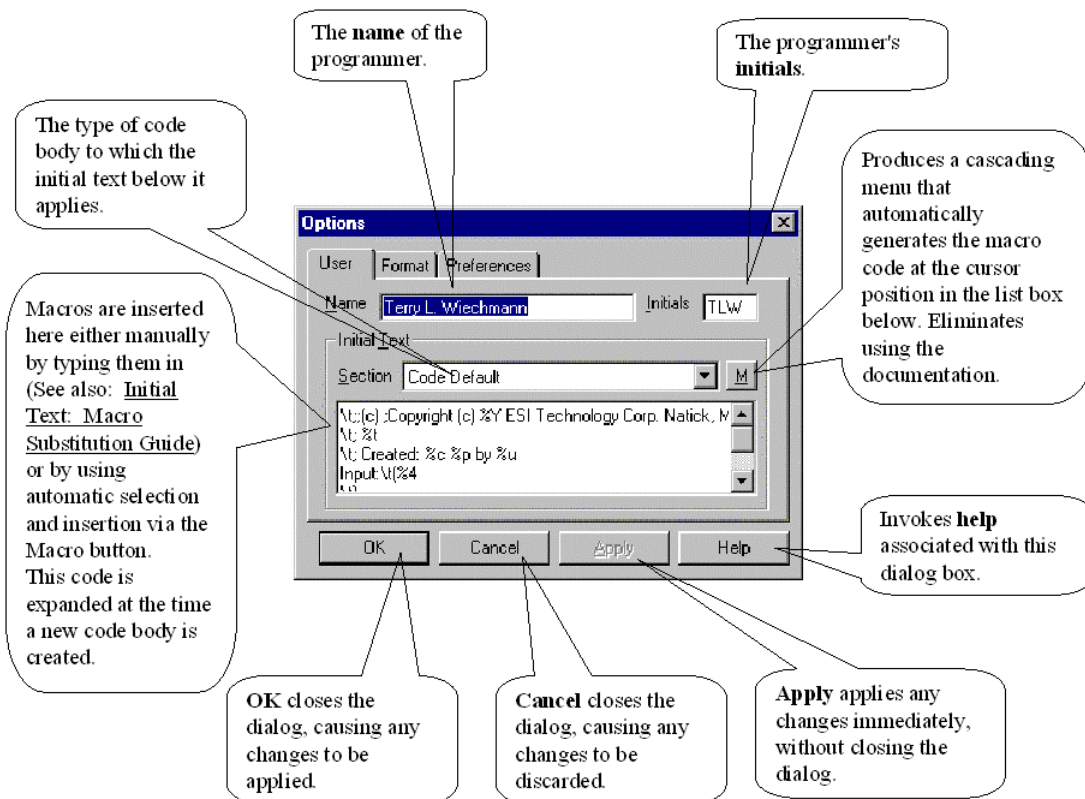 The name of the
programmer.
The programmer's
initials.
The type of code
body to which the
initial text below it
applies.
Produces a cascading
menu that
automatically
generates the macro
code at the cursor
position in the list box
below. Eliminates
using the
documentation.
Macros are inserted
here either manually
by typing them in
(See also: Initial
Text: Macro
Substitution Guide)
or by using
automatic selection
and insertion via the
Macro button.
This code is
expanded at the time
a new code body is
created.
Options
User Format Preferences
Name Terry L. Wiechmann Initials TLW
Initial Text
Section Code Default M
\t;(c) ;Copyright (c) %Y ESI Technology Corp. Natick, M
\t; %t
\t; Created: %c %p by %u
Input \t(%4
OK Cancel Apply Help
Invokes help
associated with this
dialog box.
OK closes the
dialog, causing any
changes to be
applied.
Cancel closes the
dialog, causing any
changes to be
discarded.
Apply applies any
changes immediately,
without closing the
dialog.